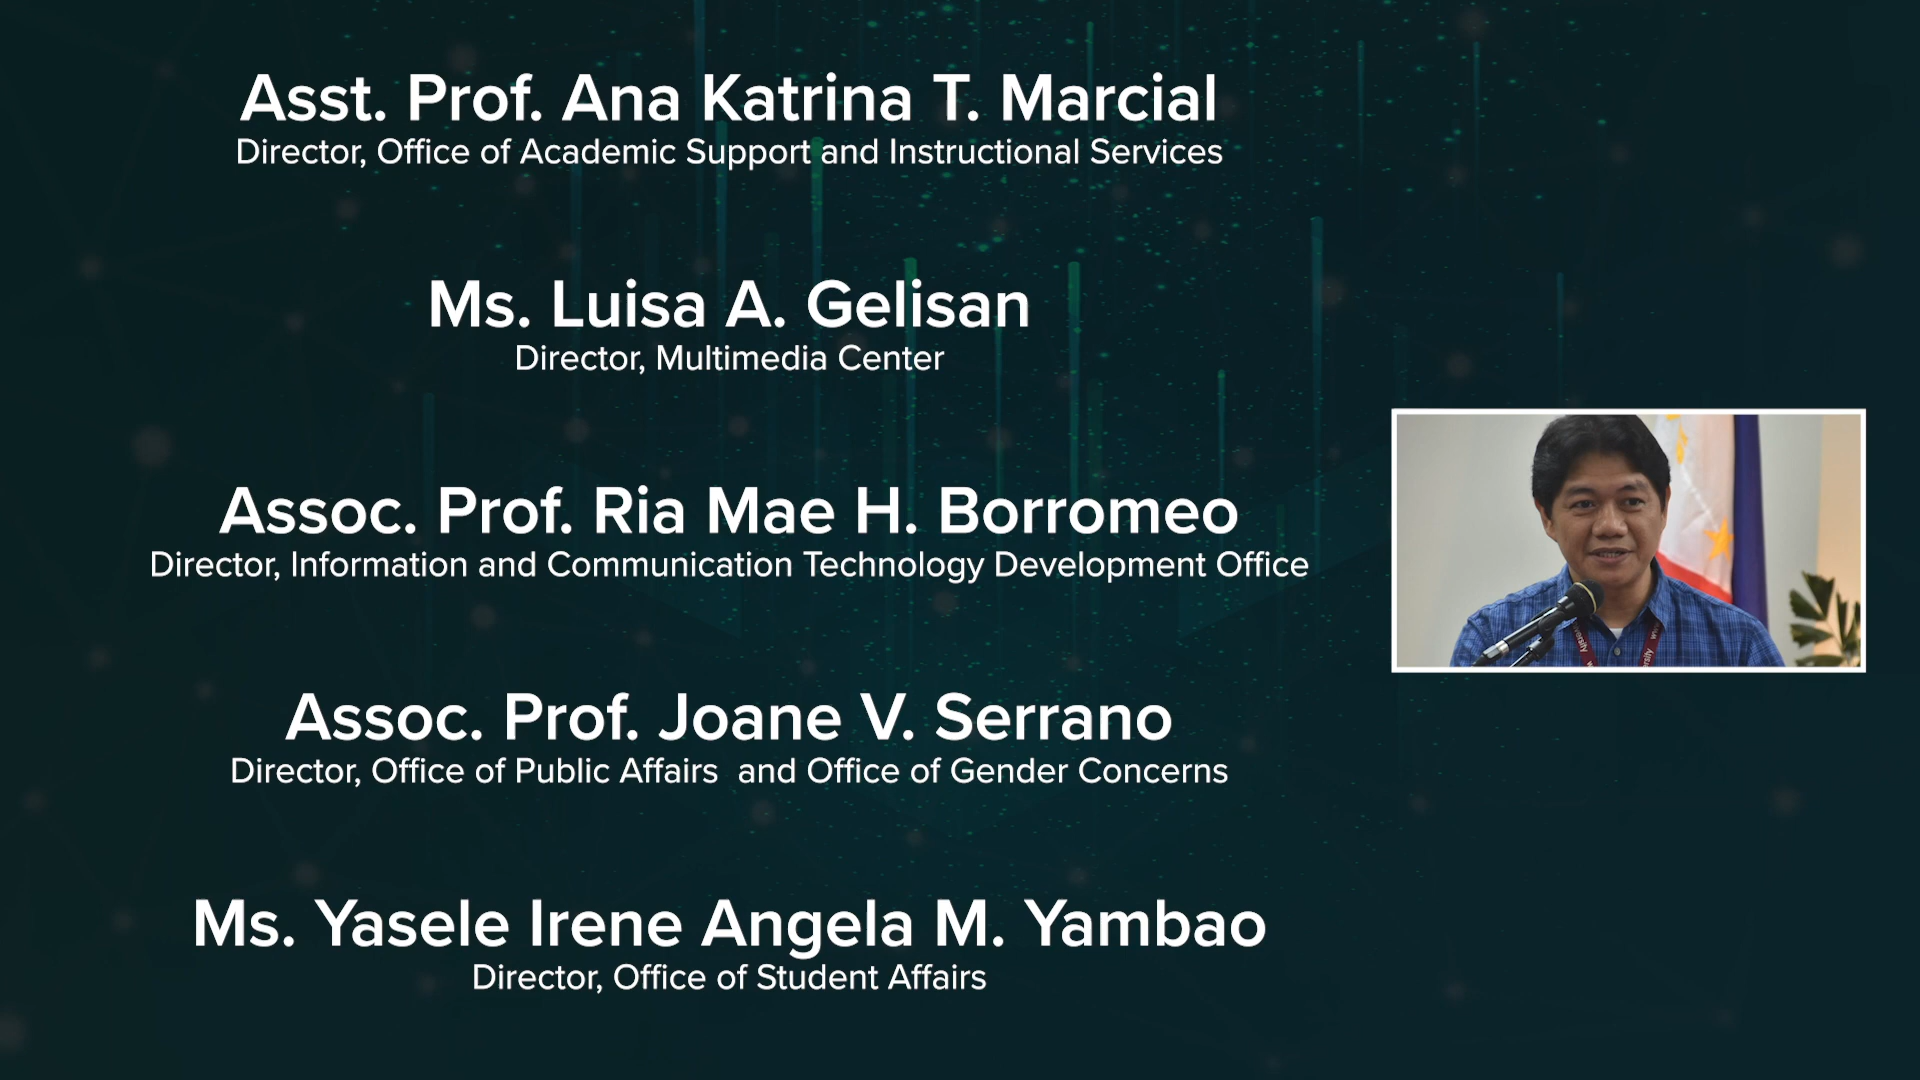 Asst. Prof. Ana Katrina T. Marcial
Director, Office of Academic Support and Instructional Services
Ms. Luisa A. Gelisan
Director, Multimedia Center
Assoc. Prof. Ria Mae H. Borromeo
Director, Information and Communication Technology Development Office
Assoc. Prof. Joane V. Serrano
Director, Office of Public Affairs  and Office of Gender Concerns
Ms. Yasele Irene Angela M. Yambao
Director, Office of Student Affairs